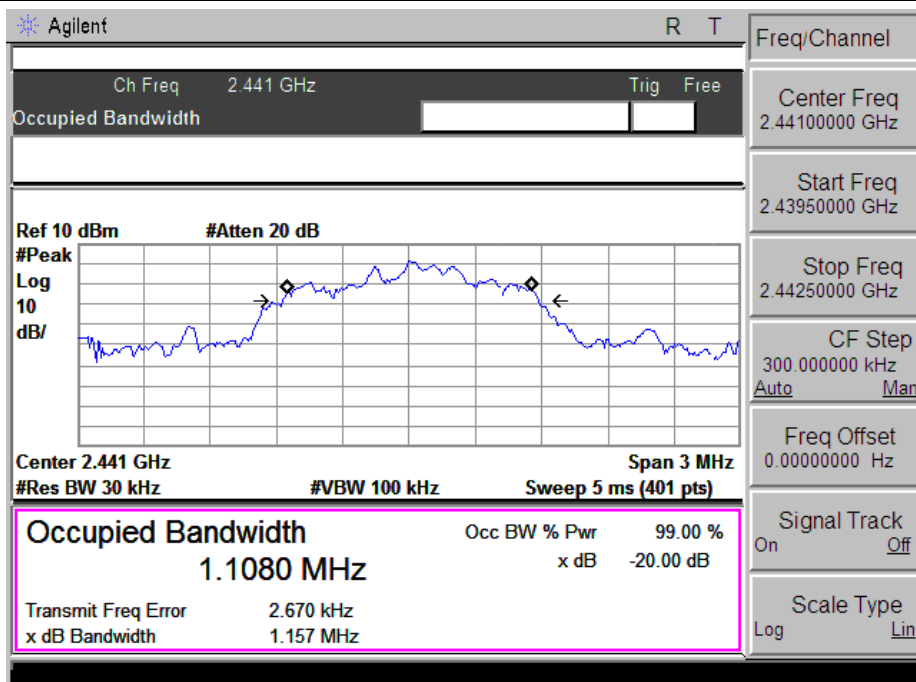 Agilent R T
Ch Freq 2.441 GHz Trig Free
Occupied Bandwidth
Ref 10 dBm #Atten 20 dB
#Peak
Log
10
dB/
Center 2.441 GHz Span 3 MHz
#Res BW 30 kHz #VBW 100 kHz Sweep 5 ms (401 pts)
Occupied Bandwidth Occ BW % Pwr 99.00 %
1.1080 MHz x dB -20.00 dB
Transmit Freq Error 2.670 kHz
x dB Bandwidth 1.157 MHz
Freq/Channel
Center Freq
2.44100000 GHz
Start Freq
2.43950000 GHz
Stop Freq
2.44250000 GHz
CF Step
300.000000 kHz
Auto Man
Freq Offset
0.00000000 Hz
Signal Track
On Off
Scale Type
Log Lin